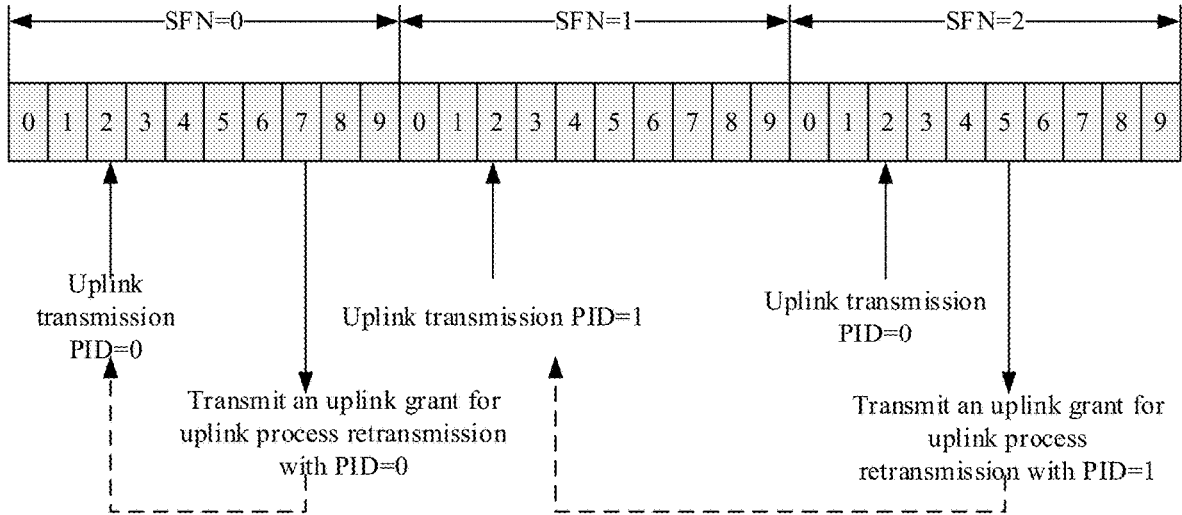 SFN=0 SFN=1 SFN=2
0 1 2 3 4 5 6 7 8 9 0 1 2 3 4 5 6 7 8 9 0 1 2 3 4 5 6 7 8 9
Uplink
transmission
PID=0
Uplink transmission PID=1
Uplink transmission
PID=0
Transmit an uplink grant for
uplink process retransmission
with PID=0
Transmit an uplink grant for
uplink process
retransmission with PID=1